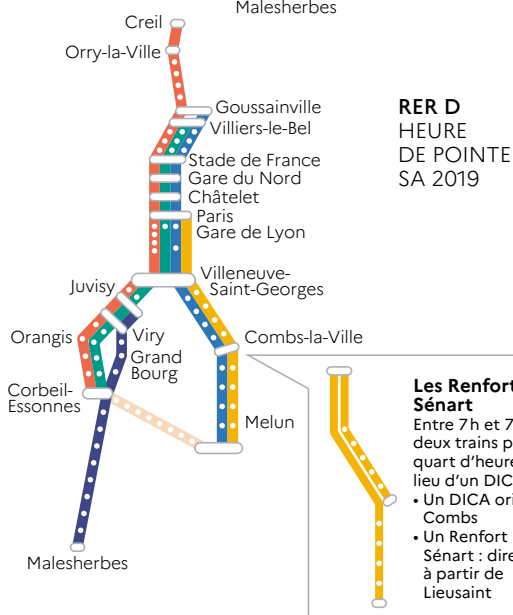 Malesherbes
Creil
Orry-la-Ville
Goussainville
Villiers-le-Bel
Stade de France
Gare du Nord
Châtelet
Paris
Gare de Lyon
RER D
HEURE
DE POINTE
SA 2019
Villeneuve-
Saint-Georges
Juvisy
Orangis
Viry
Grand
Bourg
Combs-la-Ville
Corbeil-
Essonnes
Melun
Malesherbes
Les Renfort
Sénart
Entre 7h et 7
deux trains p
quart d'heure
lieu d'un DIC
• Un DICA ori
Combs
• Un Renfort
Sénart : dire
à partir de
Lieusaint